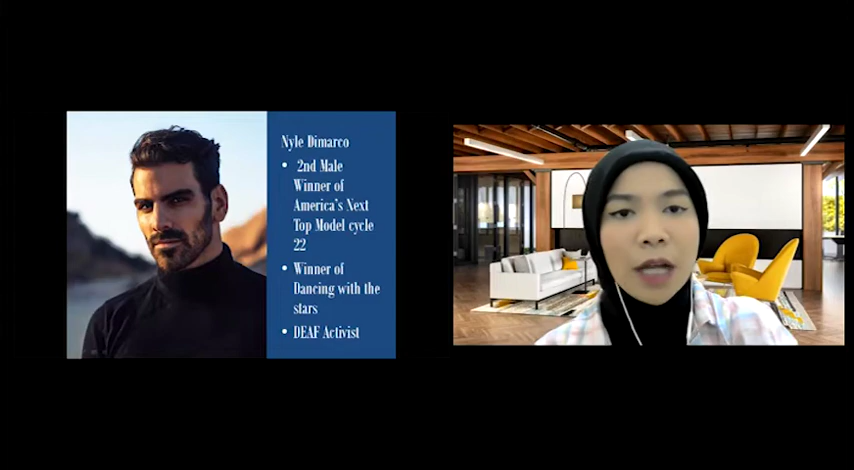 Nyle Dimarco
• 2nd Male
Winner of
America's Next
Top Model cycle
22
• Winner of
Dancing with the
stars
• DEAF Activist